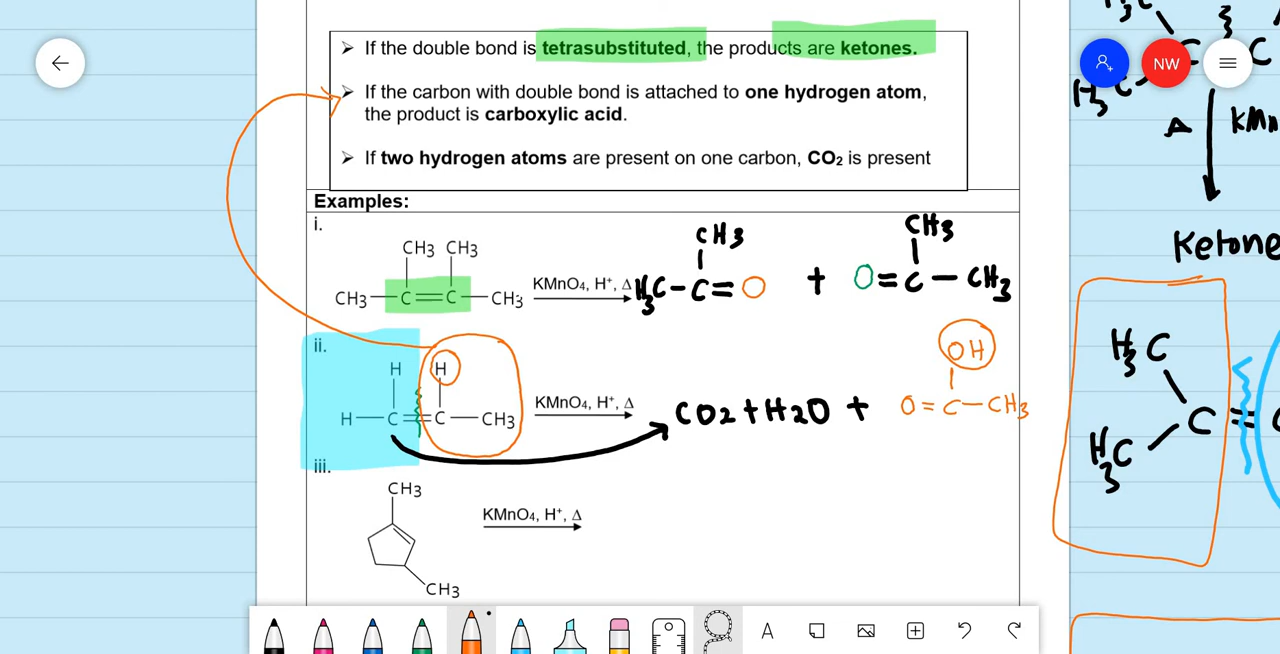 ➢ If the double bond is tetrasubstituted, the products are ketones.
➢ If the carbon with double bond is attached to one hydrogen atom,
the product is carboxylic acid.
➢ If two hydrogen atoms are present on one carbon, CO₂ is present
Examples:
i.
CH3 CH3
CH3—C=C—CH3
KMnO₄, H⁺, Δ
CH3
H3C-C=O + O=C-CH3
CH3
ii.
H H
H—C=C—CH3
KMnO₄, H⁺, Δ
CO2+H2O +
OH
O=C-CH3
iii.
CH3
CH3
KMnO₄, H⁺, Δ
NW
H3C
C
H3C
C
Δ KMn
Ketone
H3C
C=
H3C
A